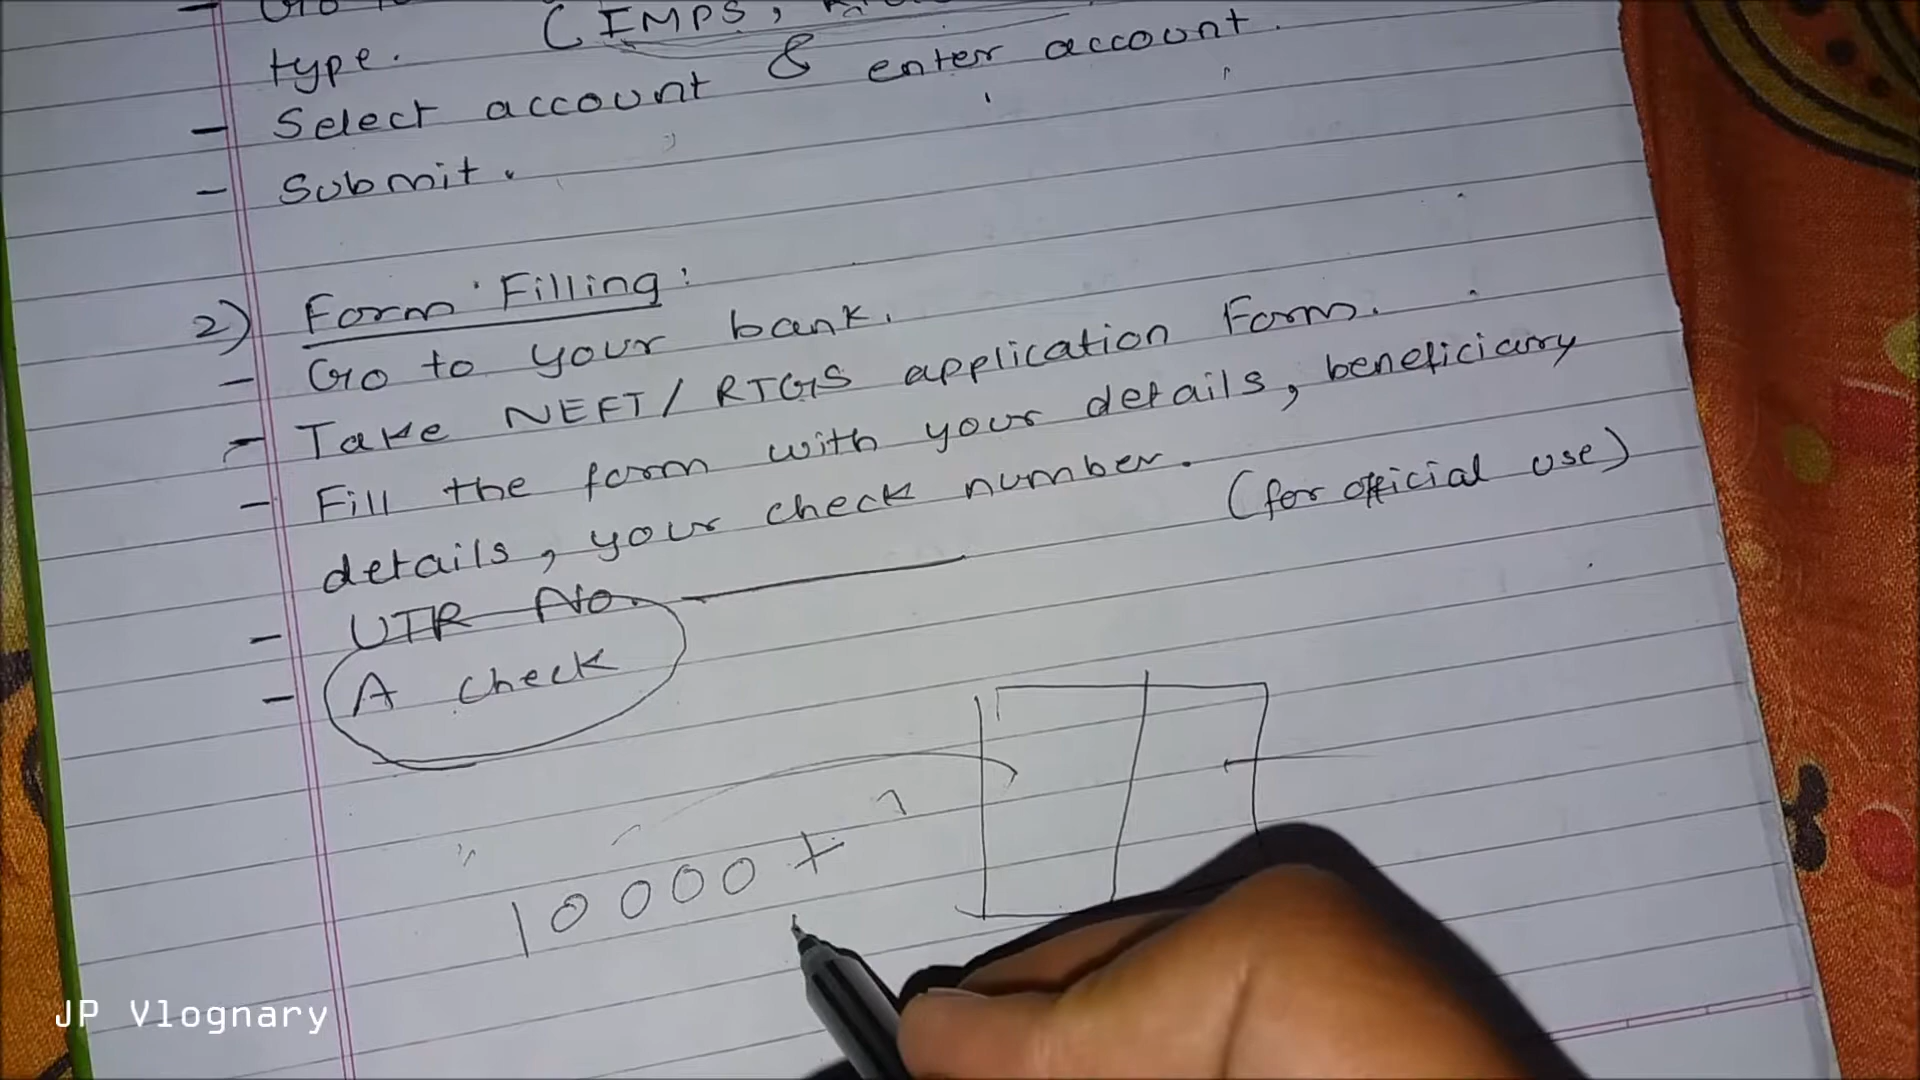 type. (IMPS,
- Select account & enter account.
- Submit.
2) Form Filling:
- Go to your bank.
- Take NEFT/RTGS application Form.
- Fill the form with your details, beneficiary
details, your check number.
- UTR No. ______ (for official use)
- A check
10000+
JP Vlognary